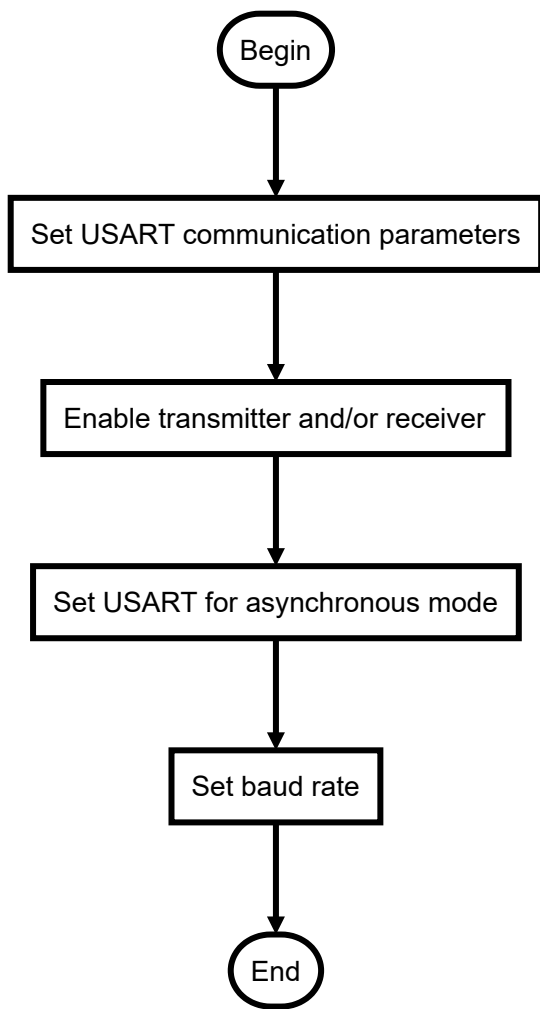 Begin
Set USART communication parameters
Enable transmitter and/or receiver
Set USART for asynchronous mode
Set baud rate
End